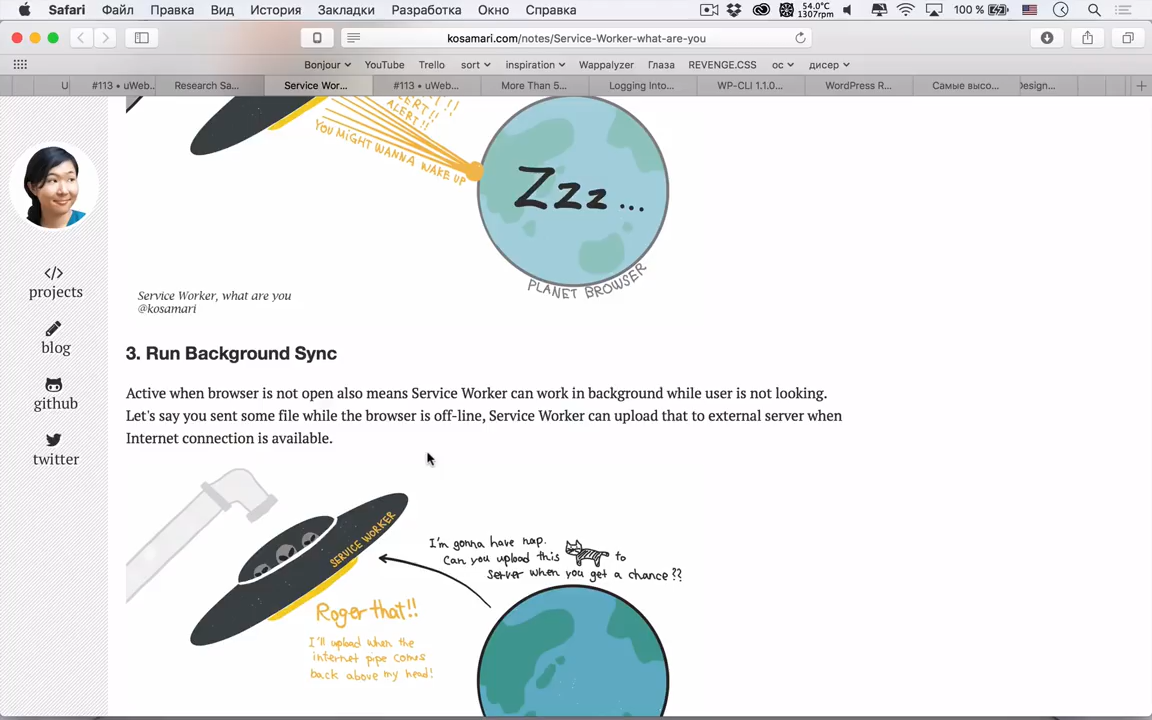 Safari Файл Правка Вид История Закладки Разработка Окно Справка 54.0°C 1307rpm 100 %
kosamari.com/notes/Service-Worker-what-are-you
Bonjour YouTube Trello sort inspiration Wappalyzer Глаза REVENGE.CSS ос дисер
U #113 • uWeb... Research Sa... Service Wor... #113 • uWeb... More Than 5... Logging Into... WP-CLI 1.1.0... WordPress R... Самые высо... Design...
ALERT!!
ALERT!!
YOU MIGHT WANNA WAKE UP
Zzz...
PLANET BROWSER
Service Worker, what are you
@kosamari
projects
blog
github
twitter
3. Run Background Sync
Active when browser is not open also means Service Worker can work in background while user is not looking.
Let's say you sent some file while the browser is off-line, Service Worker can upload that to external server when
Internet connection is available.
SERVICE WORKER
I'm gonna have nap.
Can you upload this to
server when you get a chance??
Roger that!!
I'll upload when the
internet pipe comes
back above my head!